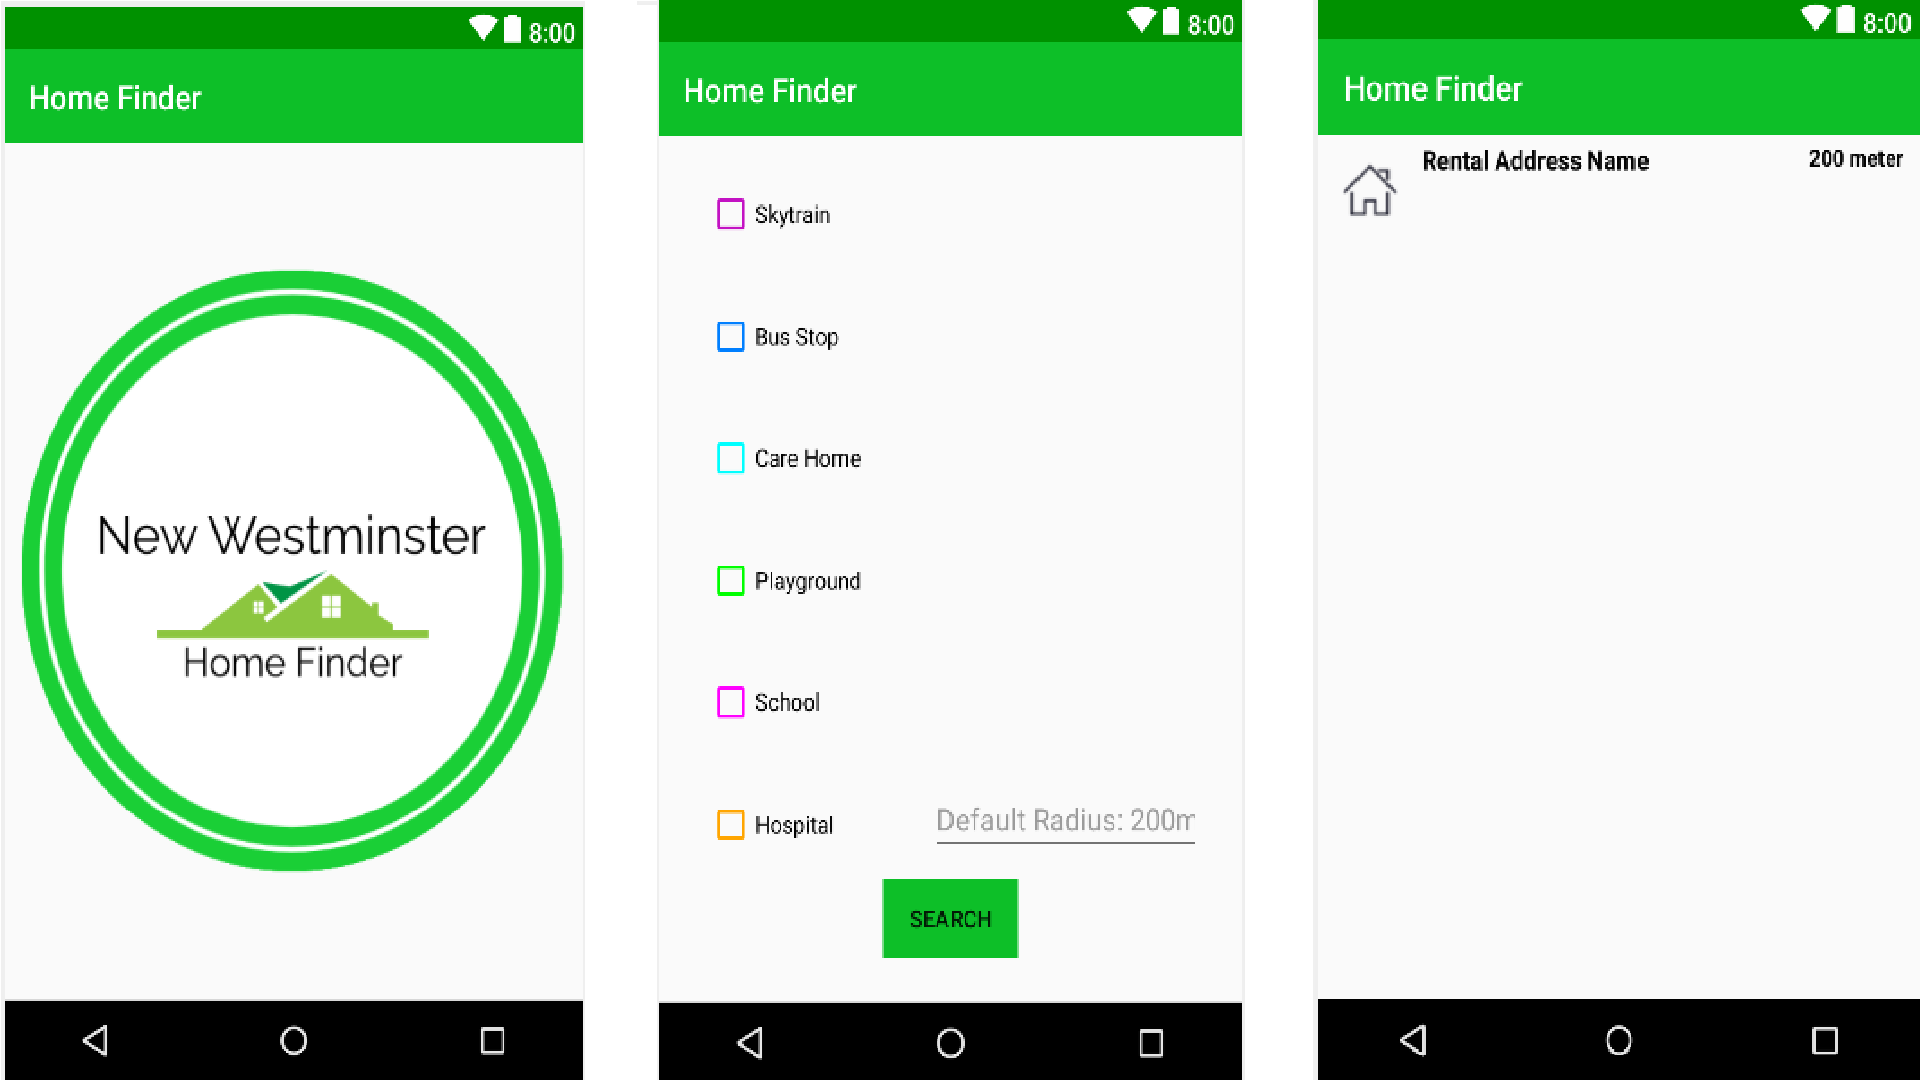 8:00
Home Finder
New Westminster
Home Finder
8:00
Home Finder
Skytrain
Bus Stop
Care Home
Playground
School
Hospital
Default Radius: 200m
SEARCH
8:00
Home Finder
Rental Address Name
200 meter